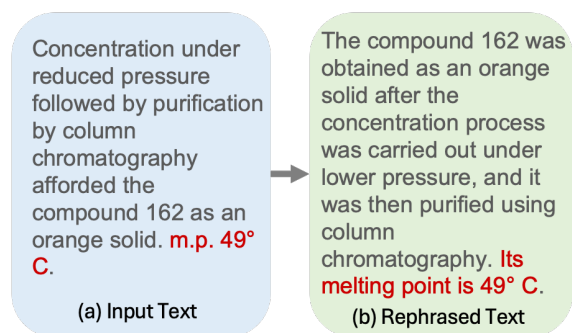 Concentration under
reduced pressure
followed by purification
by column
chromatography
afforded the
compound 162 as an
orange solid. m.p. 49°
C.
(a) Input Text
The compound 162 was
obtained as an orange
solid after the
concentration process
was carried out under
lower pressure, and it
was then purified using
column
chromatography. Its
melting point is 49° C.
(b) Rephrased Text